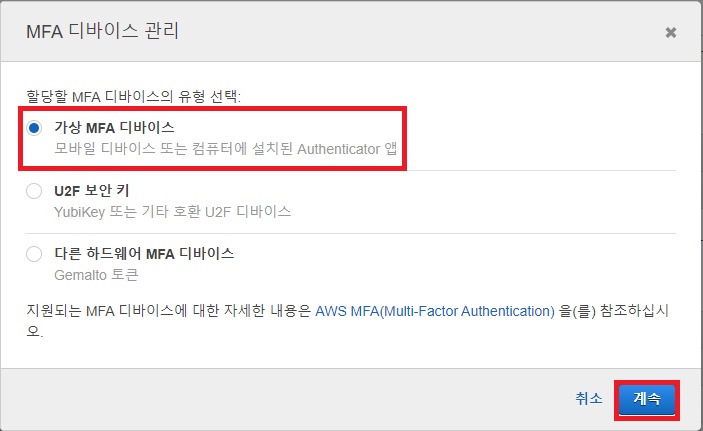 MFA 디바이스 관리
할당할 MFA 디바이스의 유형 선택:
가상 MFA 디바이스
모바일 디바이스 또는 컴퓨터에 설치된 Authenticator 앱
U2F 보안 키
YubiKey 또는 기타 호환 U2F 디바이스
다른 하드웨어 MFA 디바이스
Gemalto 토큰
지원되는 MFA 디바이스에 대한 자세한 내용은 AWS MFA(Multi-Factor Authentication) 을(를) 참조하십시
오.
취소 계속